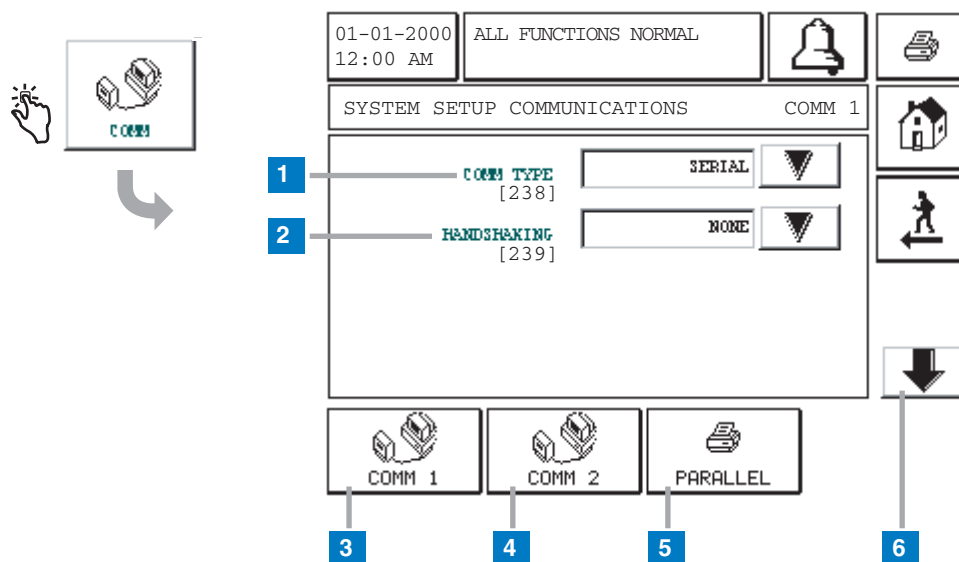 COMM
01-01-2000
12:00 AM
ALL FUNCTIONS NORMAL
SYSTEM SETUP COMMUNICATIONS COMM 1
1
COMM TYPE
[238]
SERIAL
2
HANDSHAKING
[239]
NONE
COMM 1
COMM 2
PARALLEL
3
4
5
6